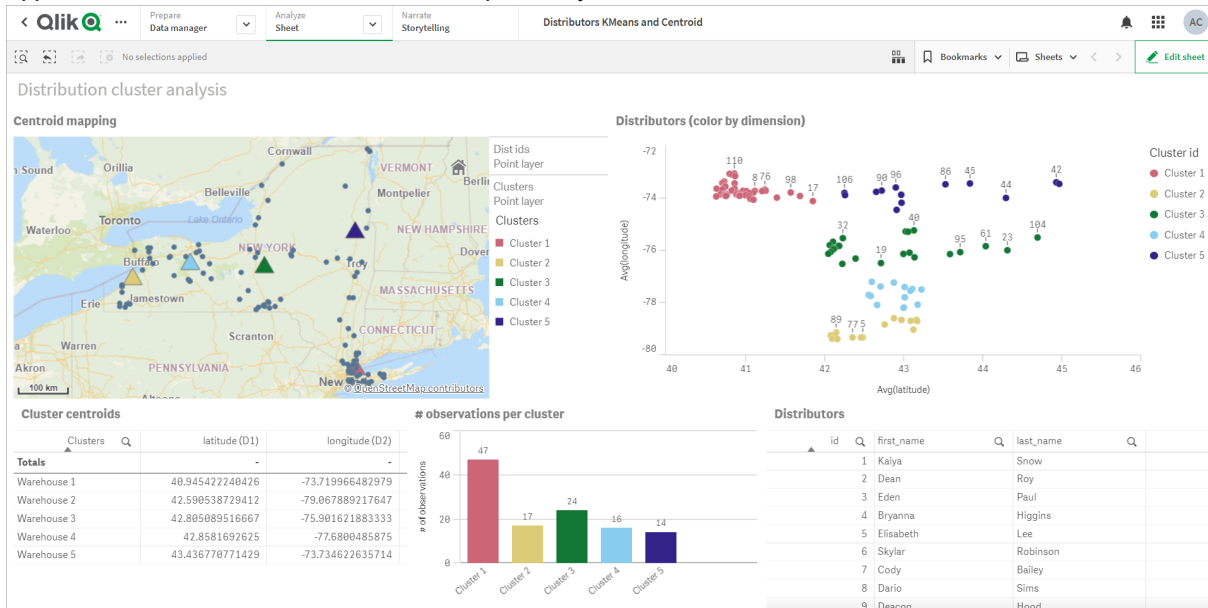 Qlik
Prepare
Data manager
Analyze
Sheet
Narrate
Storytelling
Distributors KMeans and Centroid
AC
No selections applied
Bookmarks
Sheets
Edit sheet
Distribution cluster analysis
Centroid mapping
Cornwall
n Sound
Orillia
VERMONT
Berlin
Belleville
Montpelier
Toronto
Lake Ontario
Waterloo
NEW HAMPSHIRE
NEW YORK
Dover
Buffalo
Troy
Erie
Jamestown
MASSACHUSETTS
Scranton
CONNECTICUT
Warren
Akron
PENNSYLVANIA
New
100 km
© OpenStreetMap contributors
Dist ids
Point layer
Clusters
Point layer
Clusters
Cluster 1
Cluster 2
Cluster 3
Cluster 4
Cluster 5
Distributors (color by dimension)
-72
-74
-76
-78
-80
Avg(longitude)
110
8 76
98
17
106
90 96
86
45
44
42
32
40
19
95
61
23
104
89
77 5
40
41
42
43
44
45
46
Avg(latitude)
Cluster id
Cluster 1
Cluster 2
Cluster 3
Cluster 4
Cluster 5
Cluster centroids
Clusters latitude (D1) longitude (D2)
Totals - -
Warehouse 1 40.945422240426 -73.719966482979
Warehouse 2 42.590538729412 -79.067889217647
Warehouse 3 42.805089516667 -75.901621883333
Warehouse 4 42.8581692625 -77.6800485875
Warehouse 5 43.436770771429 -73.734622635714
# observations per cluster
# of observations
60
40
20
0
47
17
24
16
14
Cluster 1
Cluster 2
Cluster 3
Cluster 4
Cluster 5
Distributors
id first_name last_name
1 Kaiya Snow
2 Dean Roy
3 Eden Paul
4 Bryanna Higgins
5 Elisabeth Lee
6 Skylar Robinson
7 Cody Bailey
8 Dario Sims
9 Deacon Hood